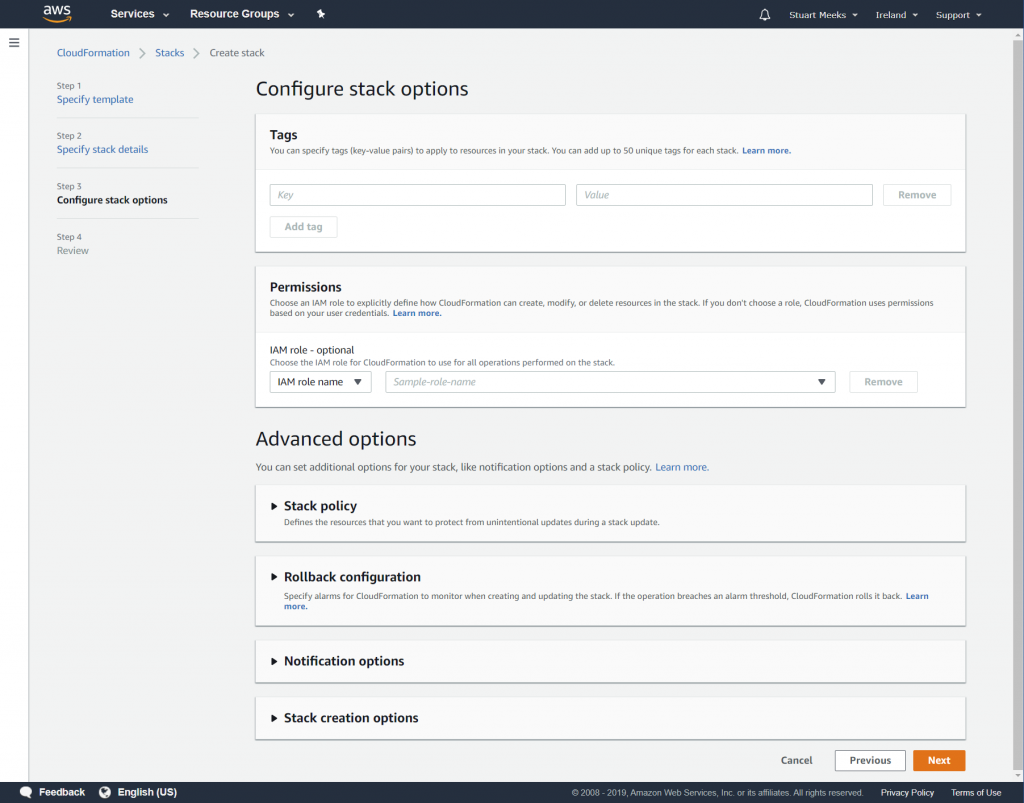 aws Services Resource Groups Stuart Meeks Ireland Support
CloudFormation Stacks Create stack
Step 1
Specify template
Step 2
Specify stack details
Step 3
Configure stack options
Step 4
Review
Configure stack options
Tags
You can specify tags (key-value pairs) to apply to resources in your stack. You can add up to 50 unique tags for each stack. Learn more.
Key Value Remove
Add tag
Permissions
Choose an IAM role to explicitly define how CloudFormation can create, modify, or delete resources in the stack. If you don't choose a role, CloudFormation uses permissions
based on your user credentials. Learn more.
IAM role - optional
Choose the IAM role for CloudFormation to use for all operations performed on the stack.
IAM role name Sample-role-name Remove
Advanced options
You can set additional options for your stack, like notification options and a stack policy. Learn more.
Stack policy
Defines the resources that you want to protect from unintentional updates during a stack update.
Rollback configuration
Specify alarms for CloudFormation to monitor when creating and updating the stack. If the operation breaches an alarm threshold, CloudFormation rolls it back. Learn
more.
Notification options
Stack creation options
Cancel Previous Next
Feedback English (US) © 2008 - 2019, Amazon Web Services, Inc. or its affiliates. All rights reserved. Privacy Policy Terms of Use